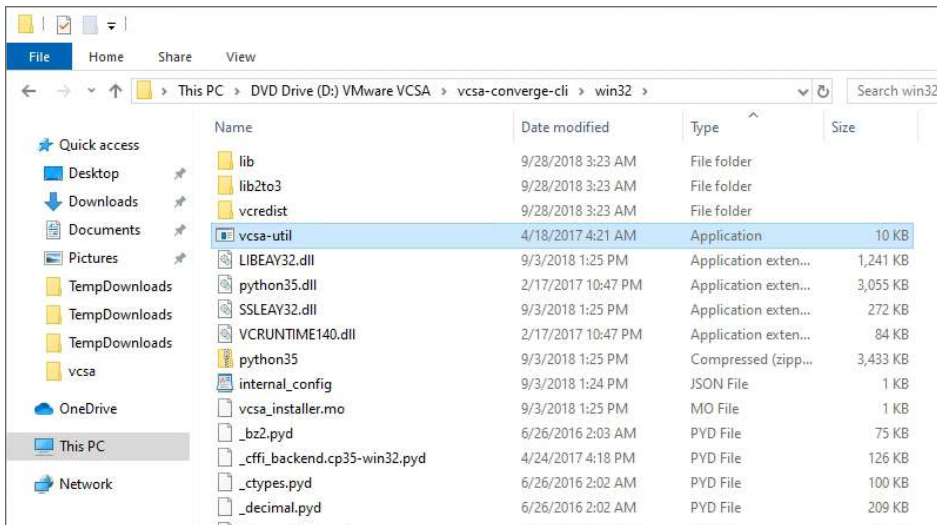 File Home Share View
This PC > DVD Drive (D:) VMware VCSA > vcsa-converge-cli > win32 > Search win32
Name Date modified Type Size
Quick access
Desktop
Downloads
Documents
Pictures
TempDownloads
TempDownloads
TempDownloads
vcsa
OneDrive
This PC
Network
lib 9/28/2018 3:23 AM File folder
lib2to3 9/28/2018 3:23 AM File folder
vcredist 9/28/2018 3:23 AM File folder
vcsa-util 4/18/2017 4:21 AM Application 10 KB
LIBEAY32.dll 9/3/2018 1:25 PM Application exten... 1,241 KB
python35.dll 2/17/2017 10:47 PM Application exten... 3,055 KB
SSLEAY32.dll 9/3/2018 1:25 PM Application exten... 272 KB
VCRUNTIME140.dll 2/17/2017 10:47 PM Application exten... 84 KB
python35 9/3/2018 1:25 PM Compressed (zipp... 3,433 KB
internal_config 9/3/2018 1:24 PM JSON File 1 KB
vcsa_installer.mo 9/3/2018 1:25 PM MO File 1 KB
_bz2.pyd 6/26/2016 2:03 AM PYD File 75 KB
_cffi_backend.cp35-win32.pyd 4/24/2017 4:18 PM PYD File 126 KB
_ctypes.pyd 6/26/2016 2:02 AM PYD File 100 KB
_decimal.pyd 6/26/2016 2:02 AM PYD File 209 KB